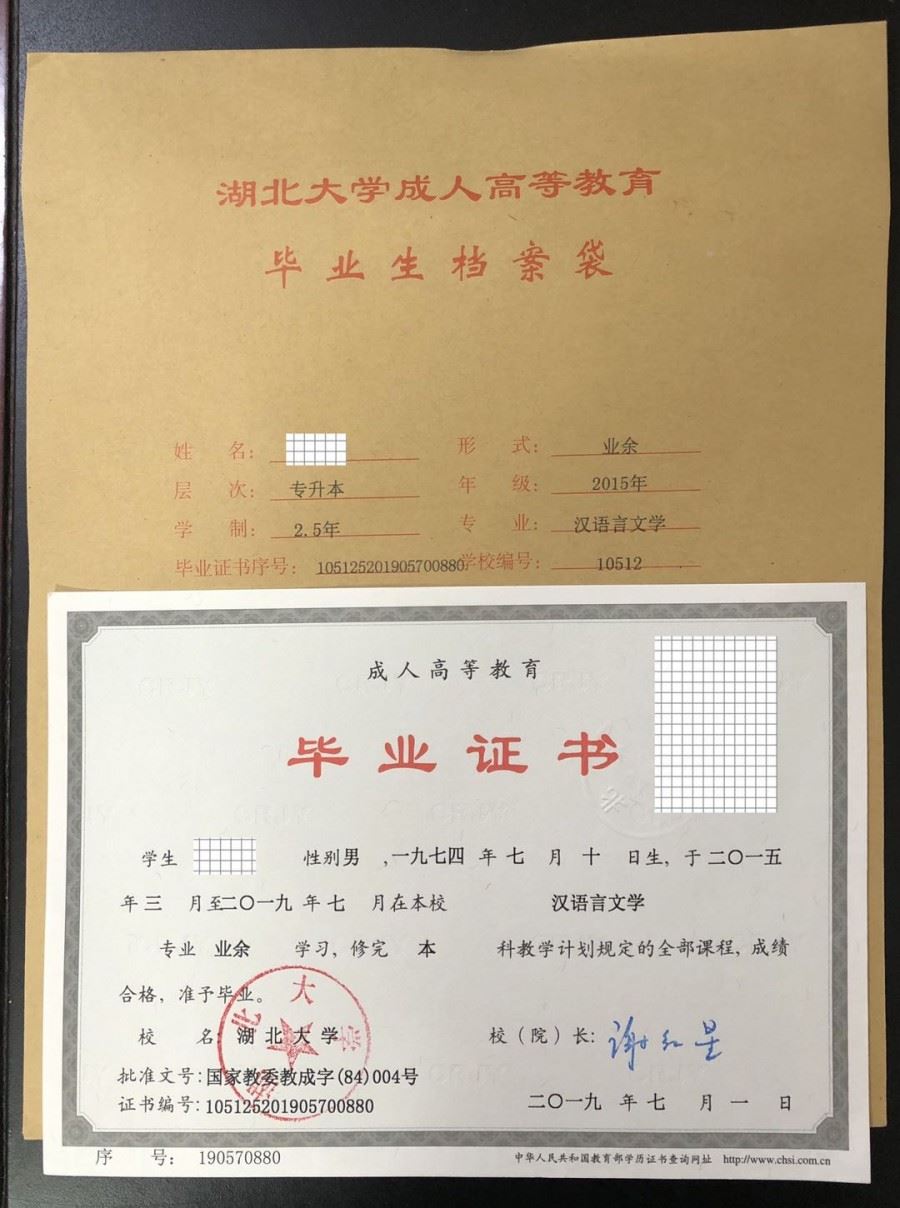 湖北大学成人高等教育
毕业生档案袋
姓 名: 形 式: 业余
层 次: 专升本 年 级: 2015年
学 制: 2.5年 专 业: 汉语言文学
毕业证书序号: 105125201905700880 学校编号: 10512
成人高等教育
毕业证书
学生 性别 男 ,一九七四 年 七 月 十 日生, 于 二〇一五
年 三 月至 二〇一九 年 七 月在本校 汉语言文学
专业 业余 学习, 修完 本 科教学计划规定的全部课程, 成绩
合格, 准予毕业。
校 名: 湖北大学 校(院)长: 谢红星
批准文号: 国家教委教成字(84)004号
证书编号: 105125201905700880 二〇一九 年 七 月 一 日
序 号: 190570880 中华人民共和国教育部学历证书查询网址 http://www.chsi.com.cn
湖北大学